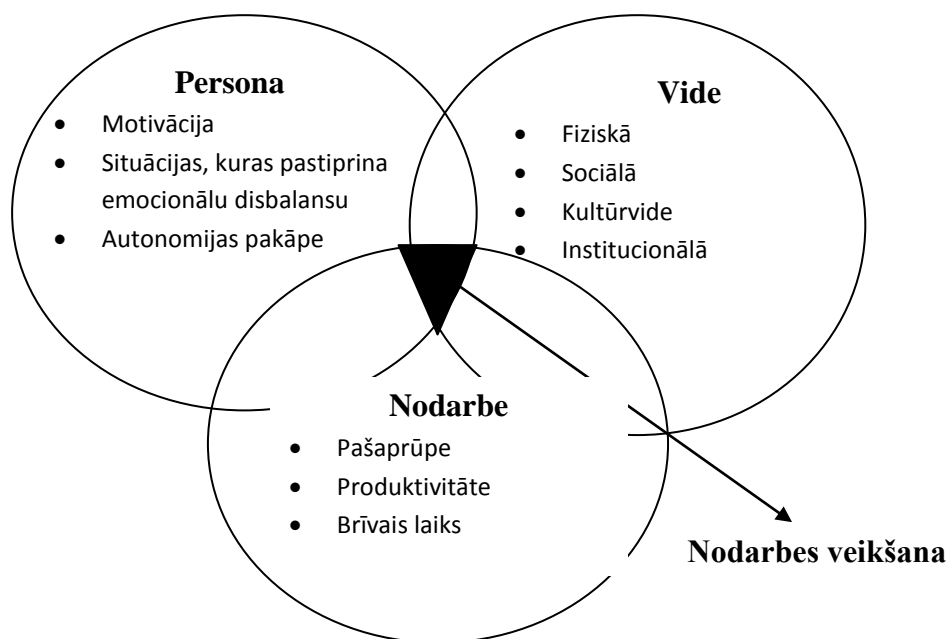 Persona
• Motivācija
• Situācijas, kuras pastiprina
emocionālu disbalansu
• Autonomijas pakāpe
Vide
• Fiziskā
• Sociālā
• Kultūrvide
• Institucionālā
Nodarbe
• Pašaprūpe
• Produktivitāte
• Brīvais laiks
Nodarbes veikšana